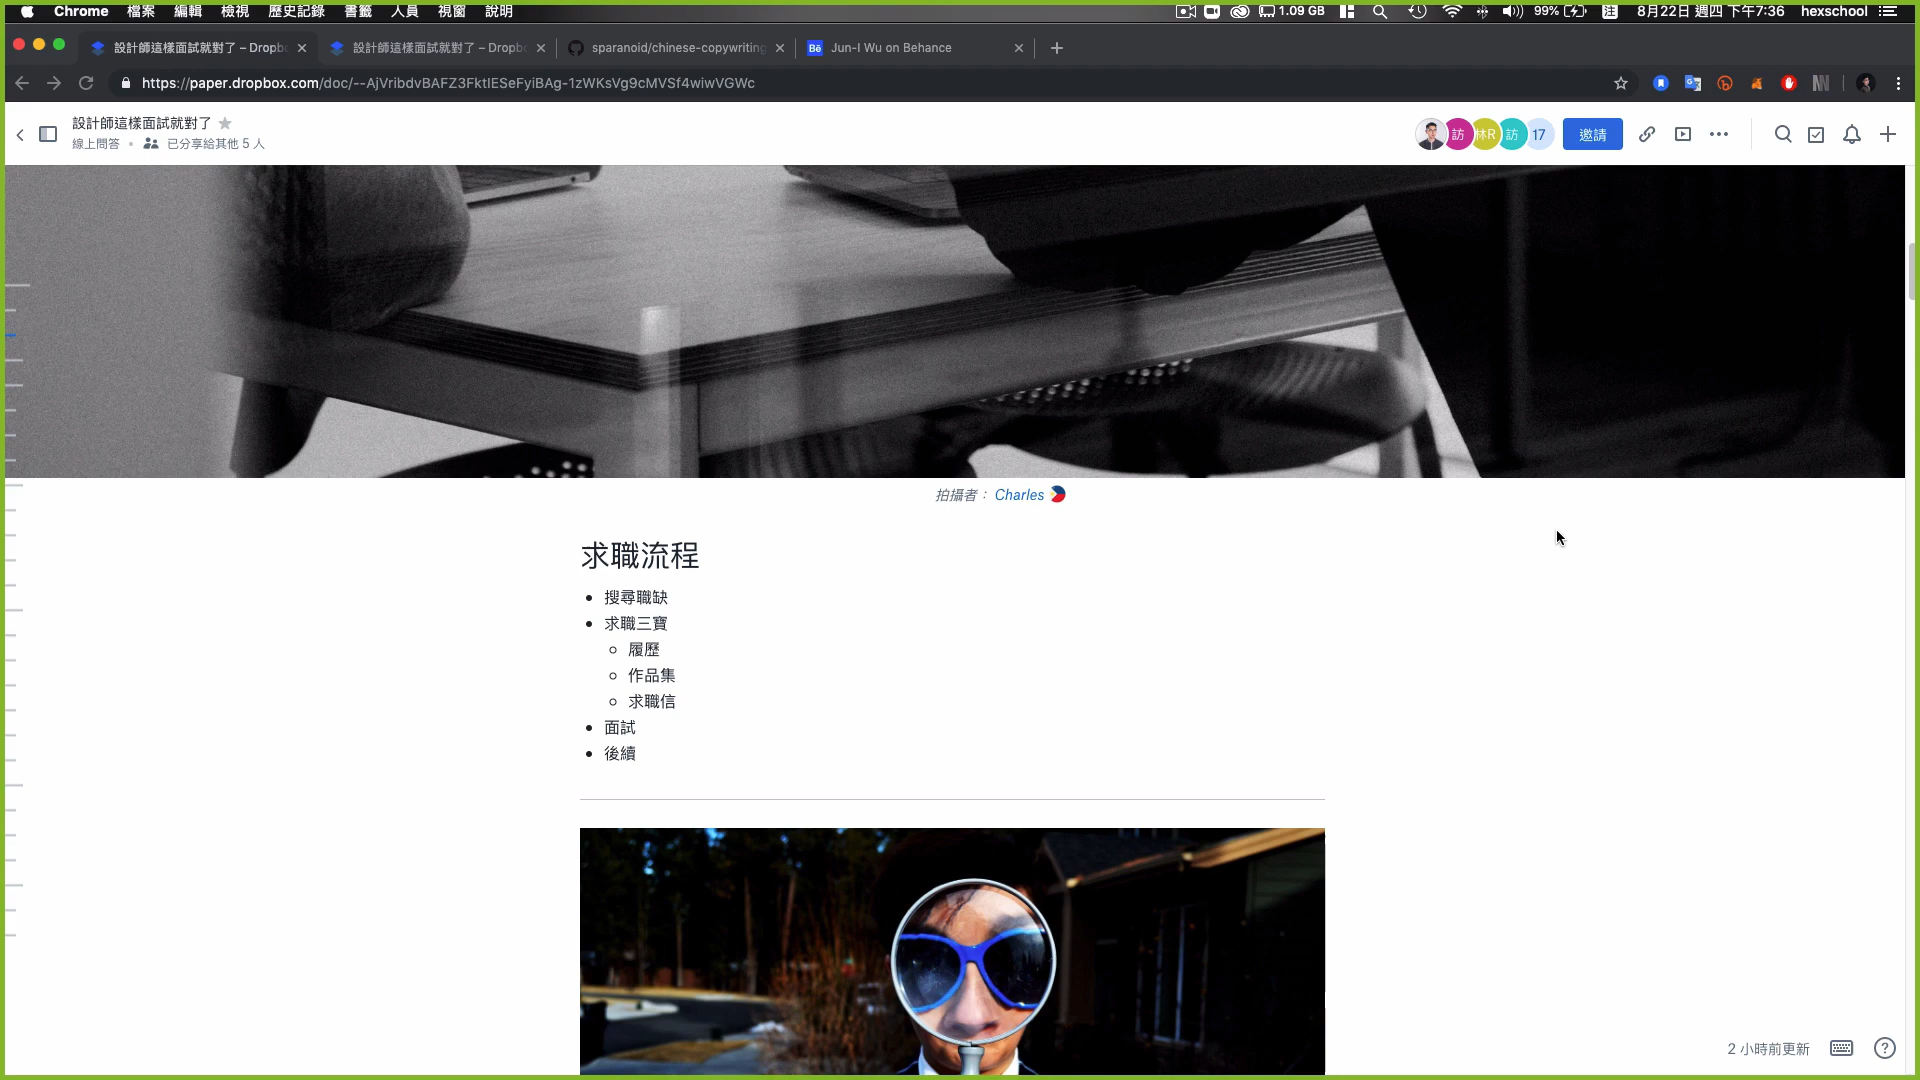 Chrome 檔案 編輯 檢視 歷史記錄 書籤 人員 視窗 說明 1.09 GB 99% 注 8月22日 週四 下午7:36 hexschool
設計師這樣面試就對了 – Dropb 設計師這樣面試就對了 – Dropb sparanoid/chinese-copywriting Bē Jun-I Wu on Behance
https://paper.dropbox.com/doc/--AjVribdvBAFZ3FktIESeFyiBAg-1zWKsVg9cMVSf4wiwVGWc
設計師這樣面試就對了
線上問答 • 已分享給其他 5 人
訪 林R 訪 17 邀請
拍攝者： Charles
求職流程
搜尋職缺
求職三寶
履歷
作品集
求職信
面試
後續
2 小時前更新